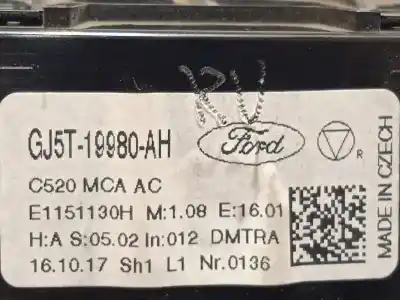 RW
GJ5T-19980-AH
Ford
R
C520 MCA AC
E1151130H M:1.08 E:16.01
H:A S:05.02 In:012 DMTRA
16.10.17 Sh1 L1 Nr.0136
MADE IN CZECH